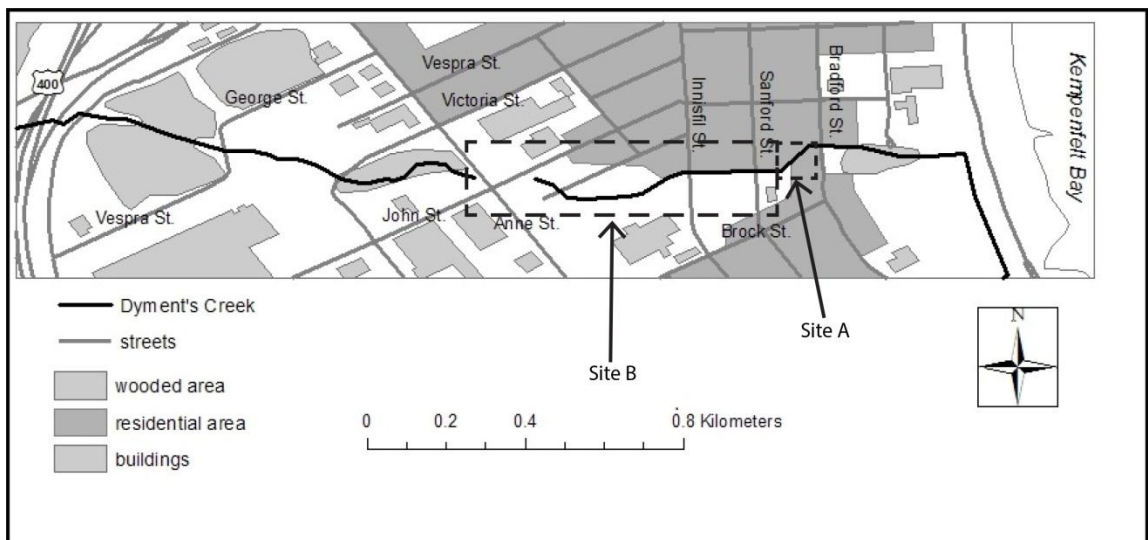 400
Vespra St.
George St.
Victoria St.
Innisfil St.
Sanford St.
Bradford St.
Kempenfelt Bay
Vespra St.
John St.
Anne St.
Brock St.
Site A
Site B
Dyment's Creek
streets
wooded area
residential area
buildings
0 0.2 0.4 0.8 Kilometers
N